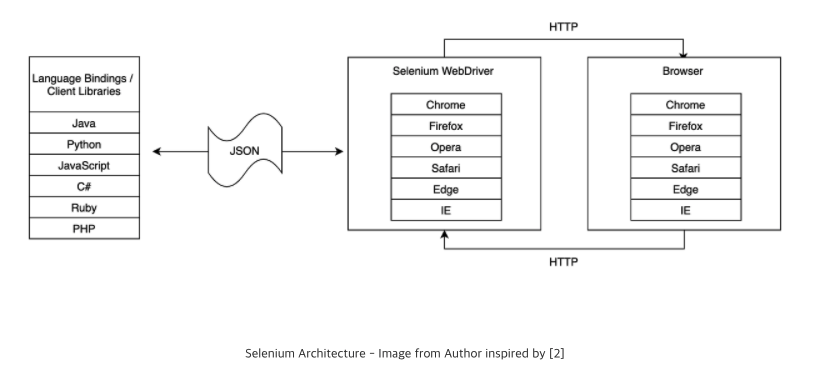 HTTP
Language Bindings /
Client Libraries
Java
Python
JavaScript
C#
Ruby
PHP
JSON
Selenium WebDriver
Chrome
Firefox
Opera
Safari
Edge
IE
Browser
Chrome
Firefox
Opera
Safari
Edge
IE
HTTP
Selenium Architecture – Image from Author inspired by [2]